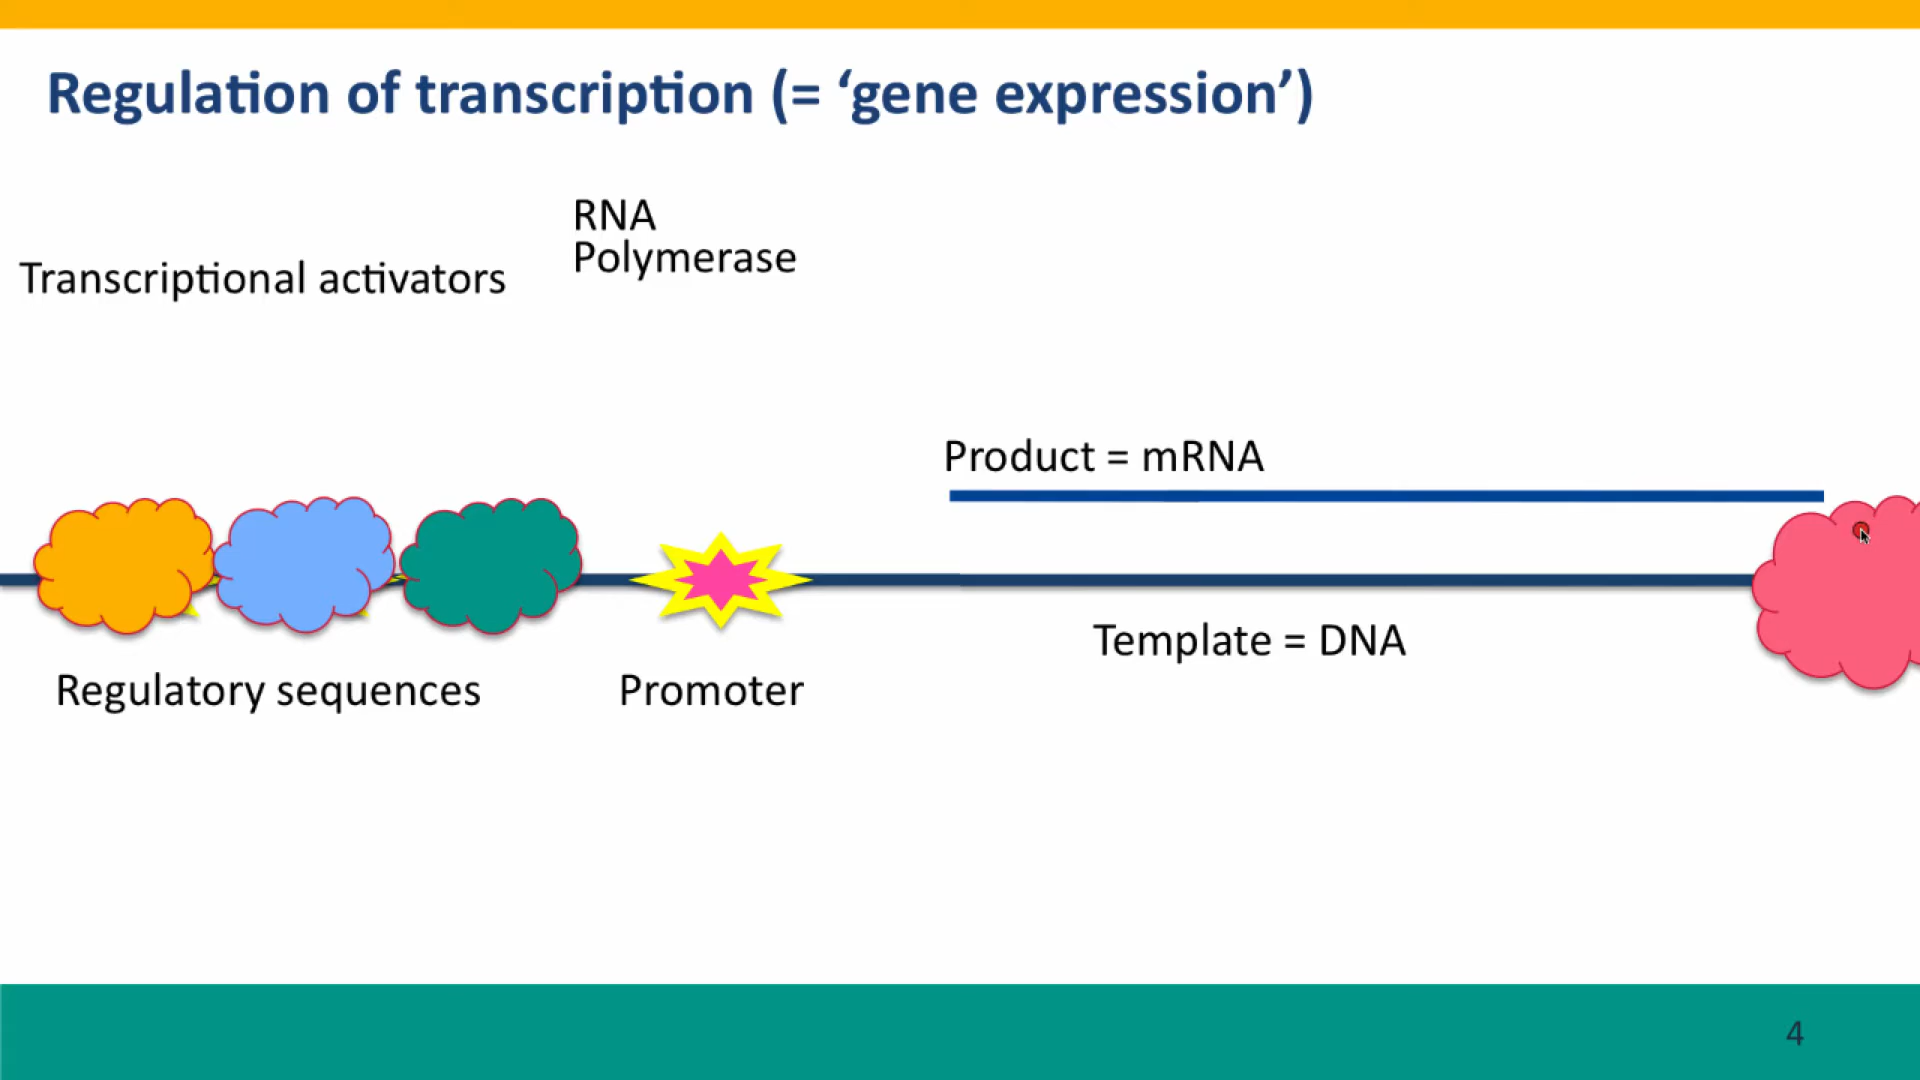 Regulation of transcription (= ‘gene expression’)
RNA
Polymerase
Transcriptional activators
Product = mRNA
Template = DNA
Regulatory sequences
Promoter
4